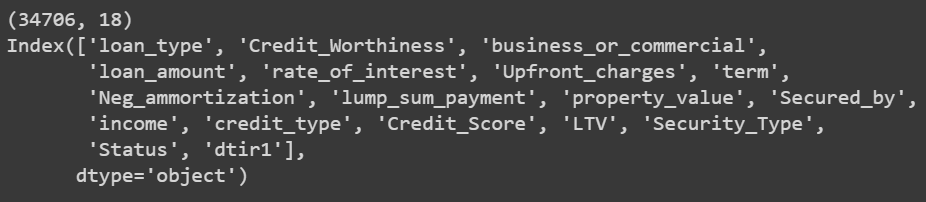 (34706, 18)
Index(['loan_type', 'Credit_Worthiness', 'business_or_commercial',
       'loan_amount', 'rate_of_interest', 'Upfront_charges', 'term',
       'Neg_ammortization', 'lump_sum_payment', 'property_value', 'Secured_by',
       'income', 'credit_type', 'Credit_Score', 'LTV', 'Security_Type',
       'Status', 'dtir1'],
      dtype='object')